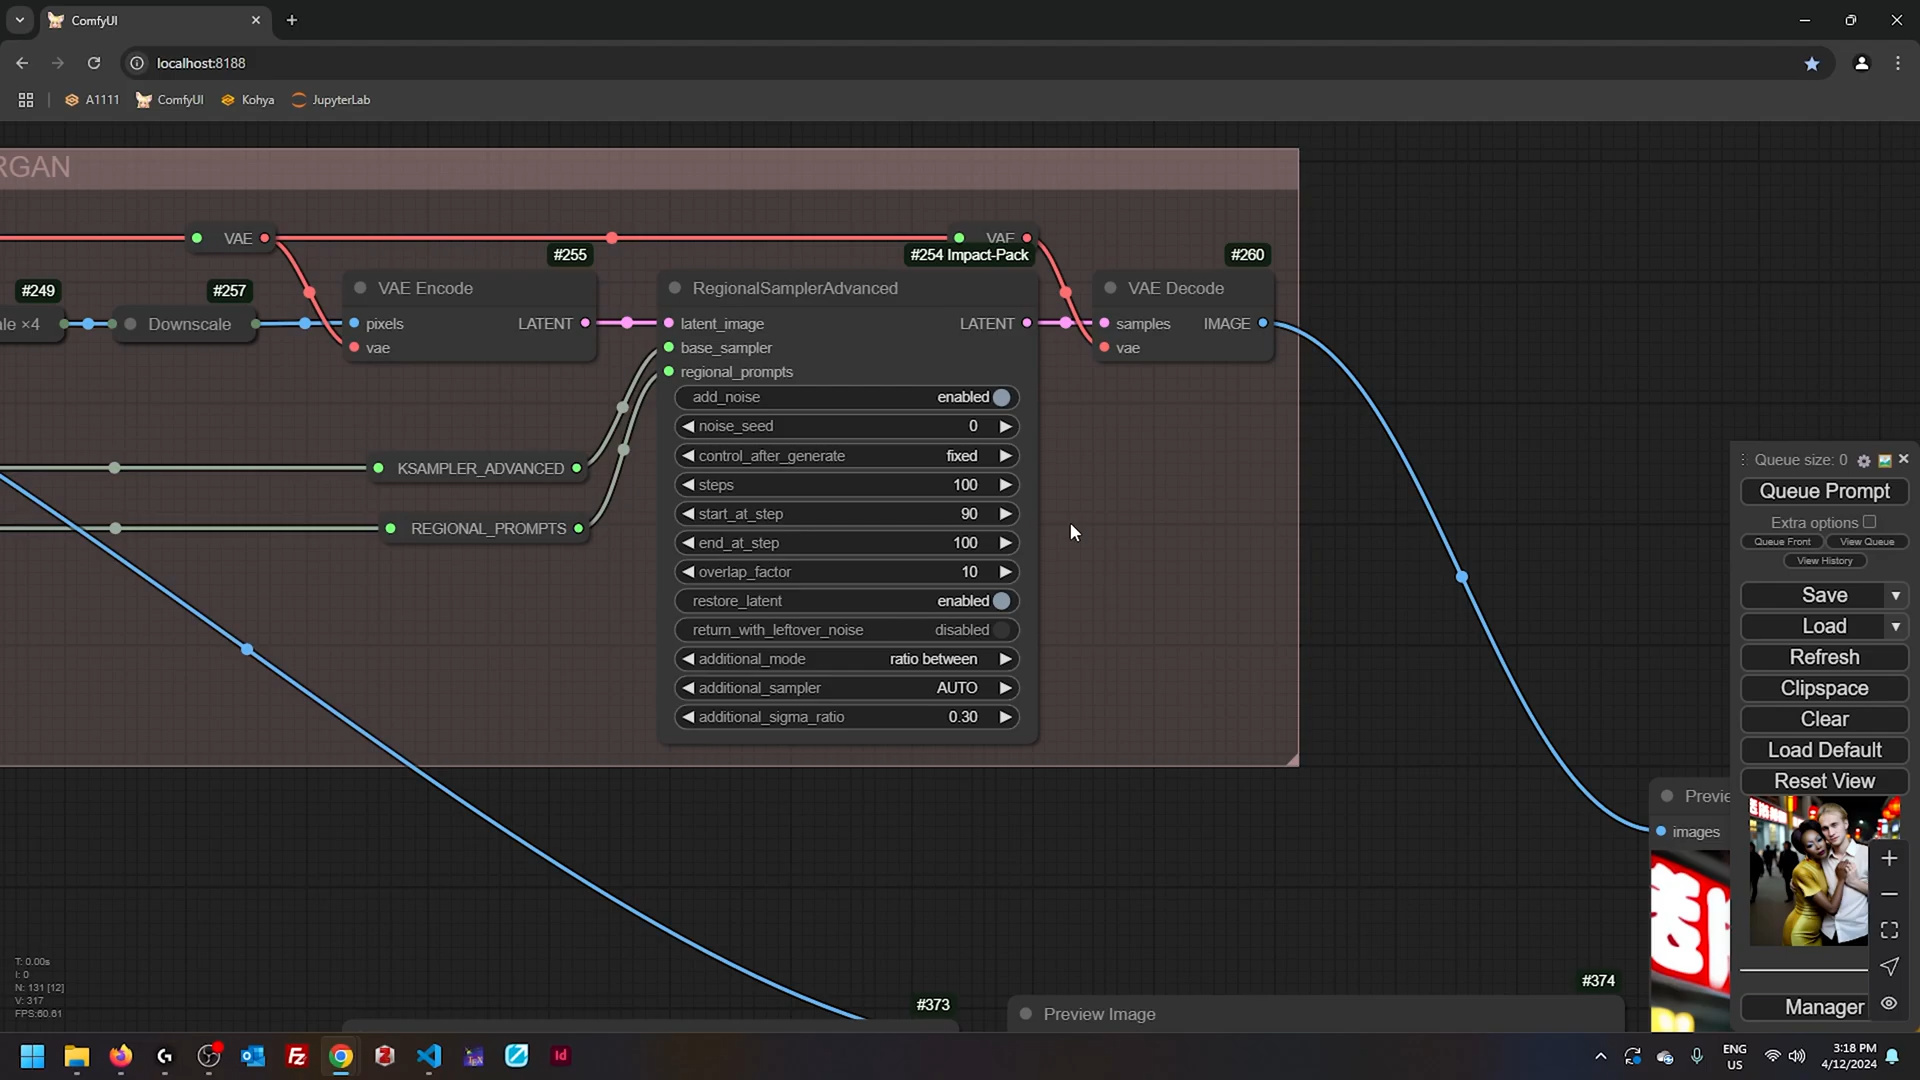 ComfyUI
localhost:8188
A1111
ComfyUI
Kohya
JupyterLab
RGAN
VAE
VAE
#255
#254 Impact-Pack
#260
#249
#257
VAE Encode
RegionalSamplerAdvanced
VAE Decode
le ×4
Downscale
pixels
LATENT
latent_image
LATENT
samples
IMAGE
vae
base_sampler
vae
regional_prompts
add_noise
enabled
noise_seed
0
control_after_generate
fixed
Queue size: 0
KSAMPLER_ADVANCED
steps
100
Queue Prompt
start_at_step
90
Extra options
REGIONAL_PROMPTS
end_at_step
100
Queue Front
View Queue
View History
overlap_factor
10
restore_latent
enabled
Save
return_with_leftover_noise
disabled
Load
additional_mode
ratio between
Refresh
additional_sampler
AUTO
Clipspace
additional_sigma_ratio
0.30
Clear
Load Default
Reset View
Previe
images
T: 0.00s
I: 0
N: 131 [12]
V: 317
FPS:60.61
#373
#374
Preview Image
Manager
Id
ENG
US
3:18 PM
4/12/2024